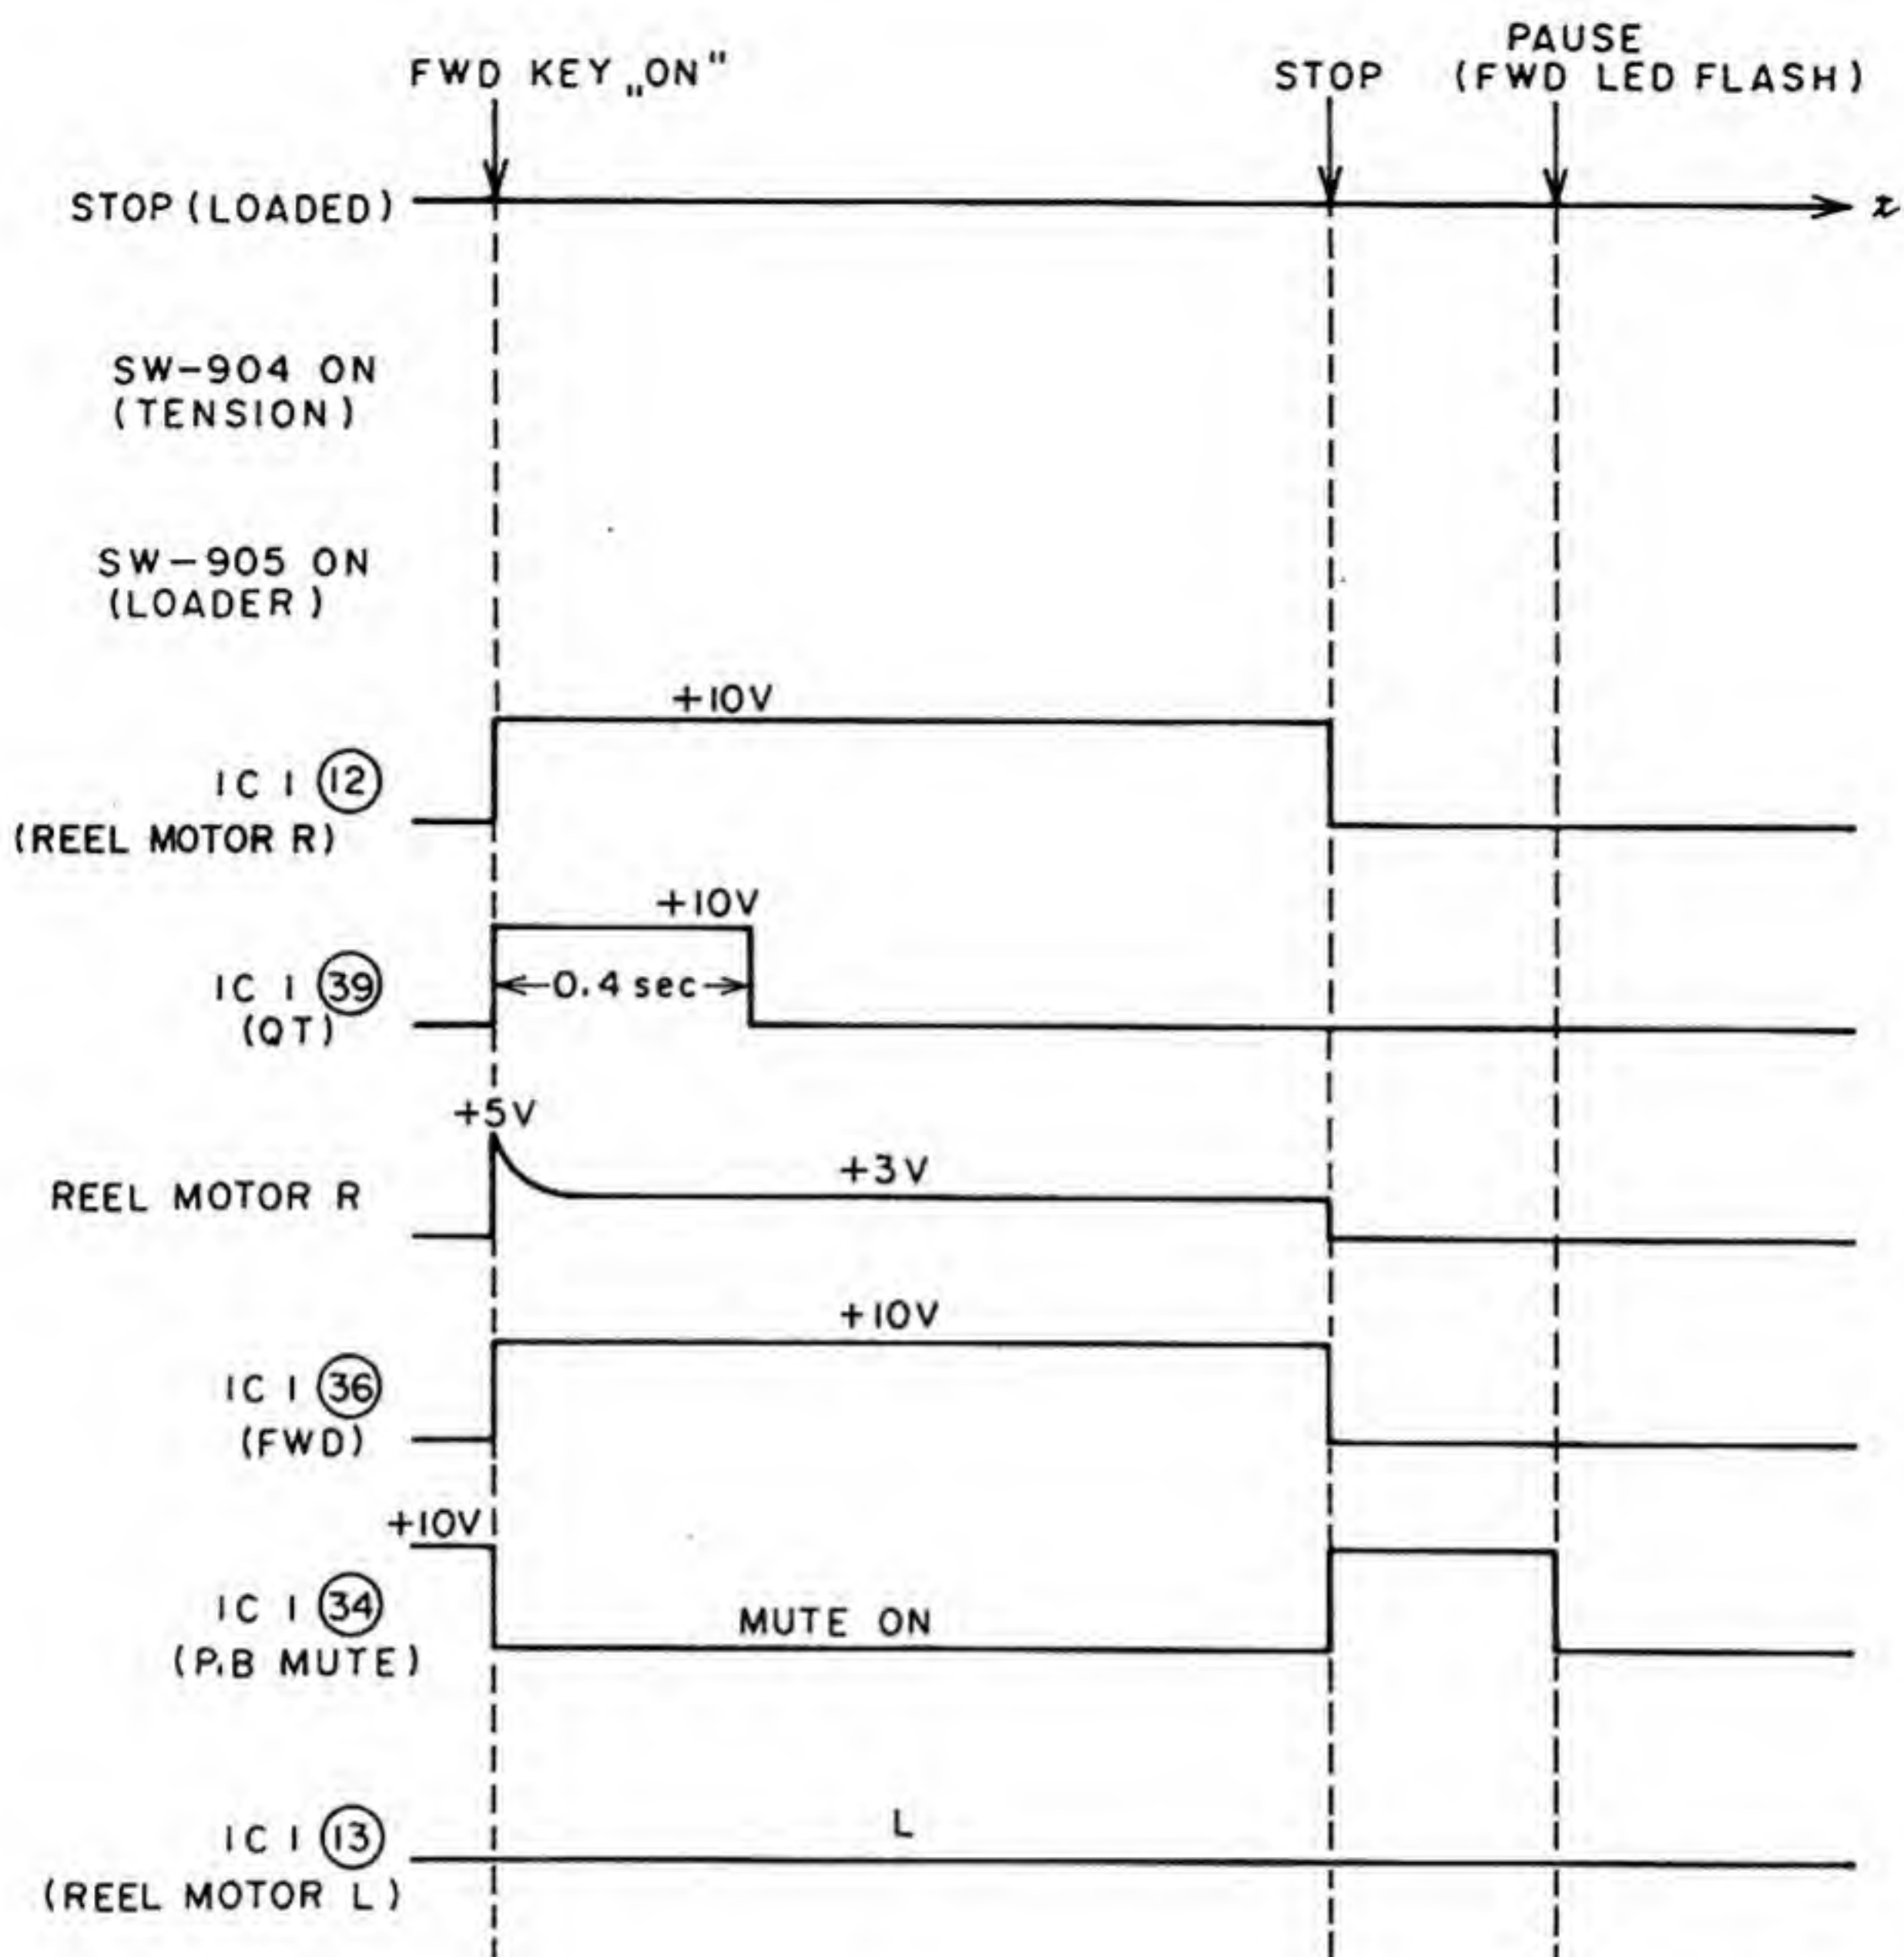 FWD KEY „ON"
STOP
PAUSE
(FWD LED FLASH)
STOP (LOADED)
t
SW-904 ON
(TENSION)
SW-905 ON
(LOADER)
+10V
IC 1 ⑫
(REEL MOTOR R)
+10V
IC 1 ㊴
0.4 sec
(QT)
+5V
+3V
REEL MOTOR R
+10V
IC 1 ㊱
(FWD)
+10V
IC 1 ㉞
MUTE ON
(P.B MUTE)
L
IC 1 ⑬
(REEL MOTOR L)